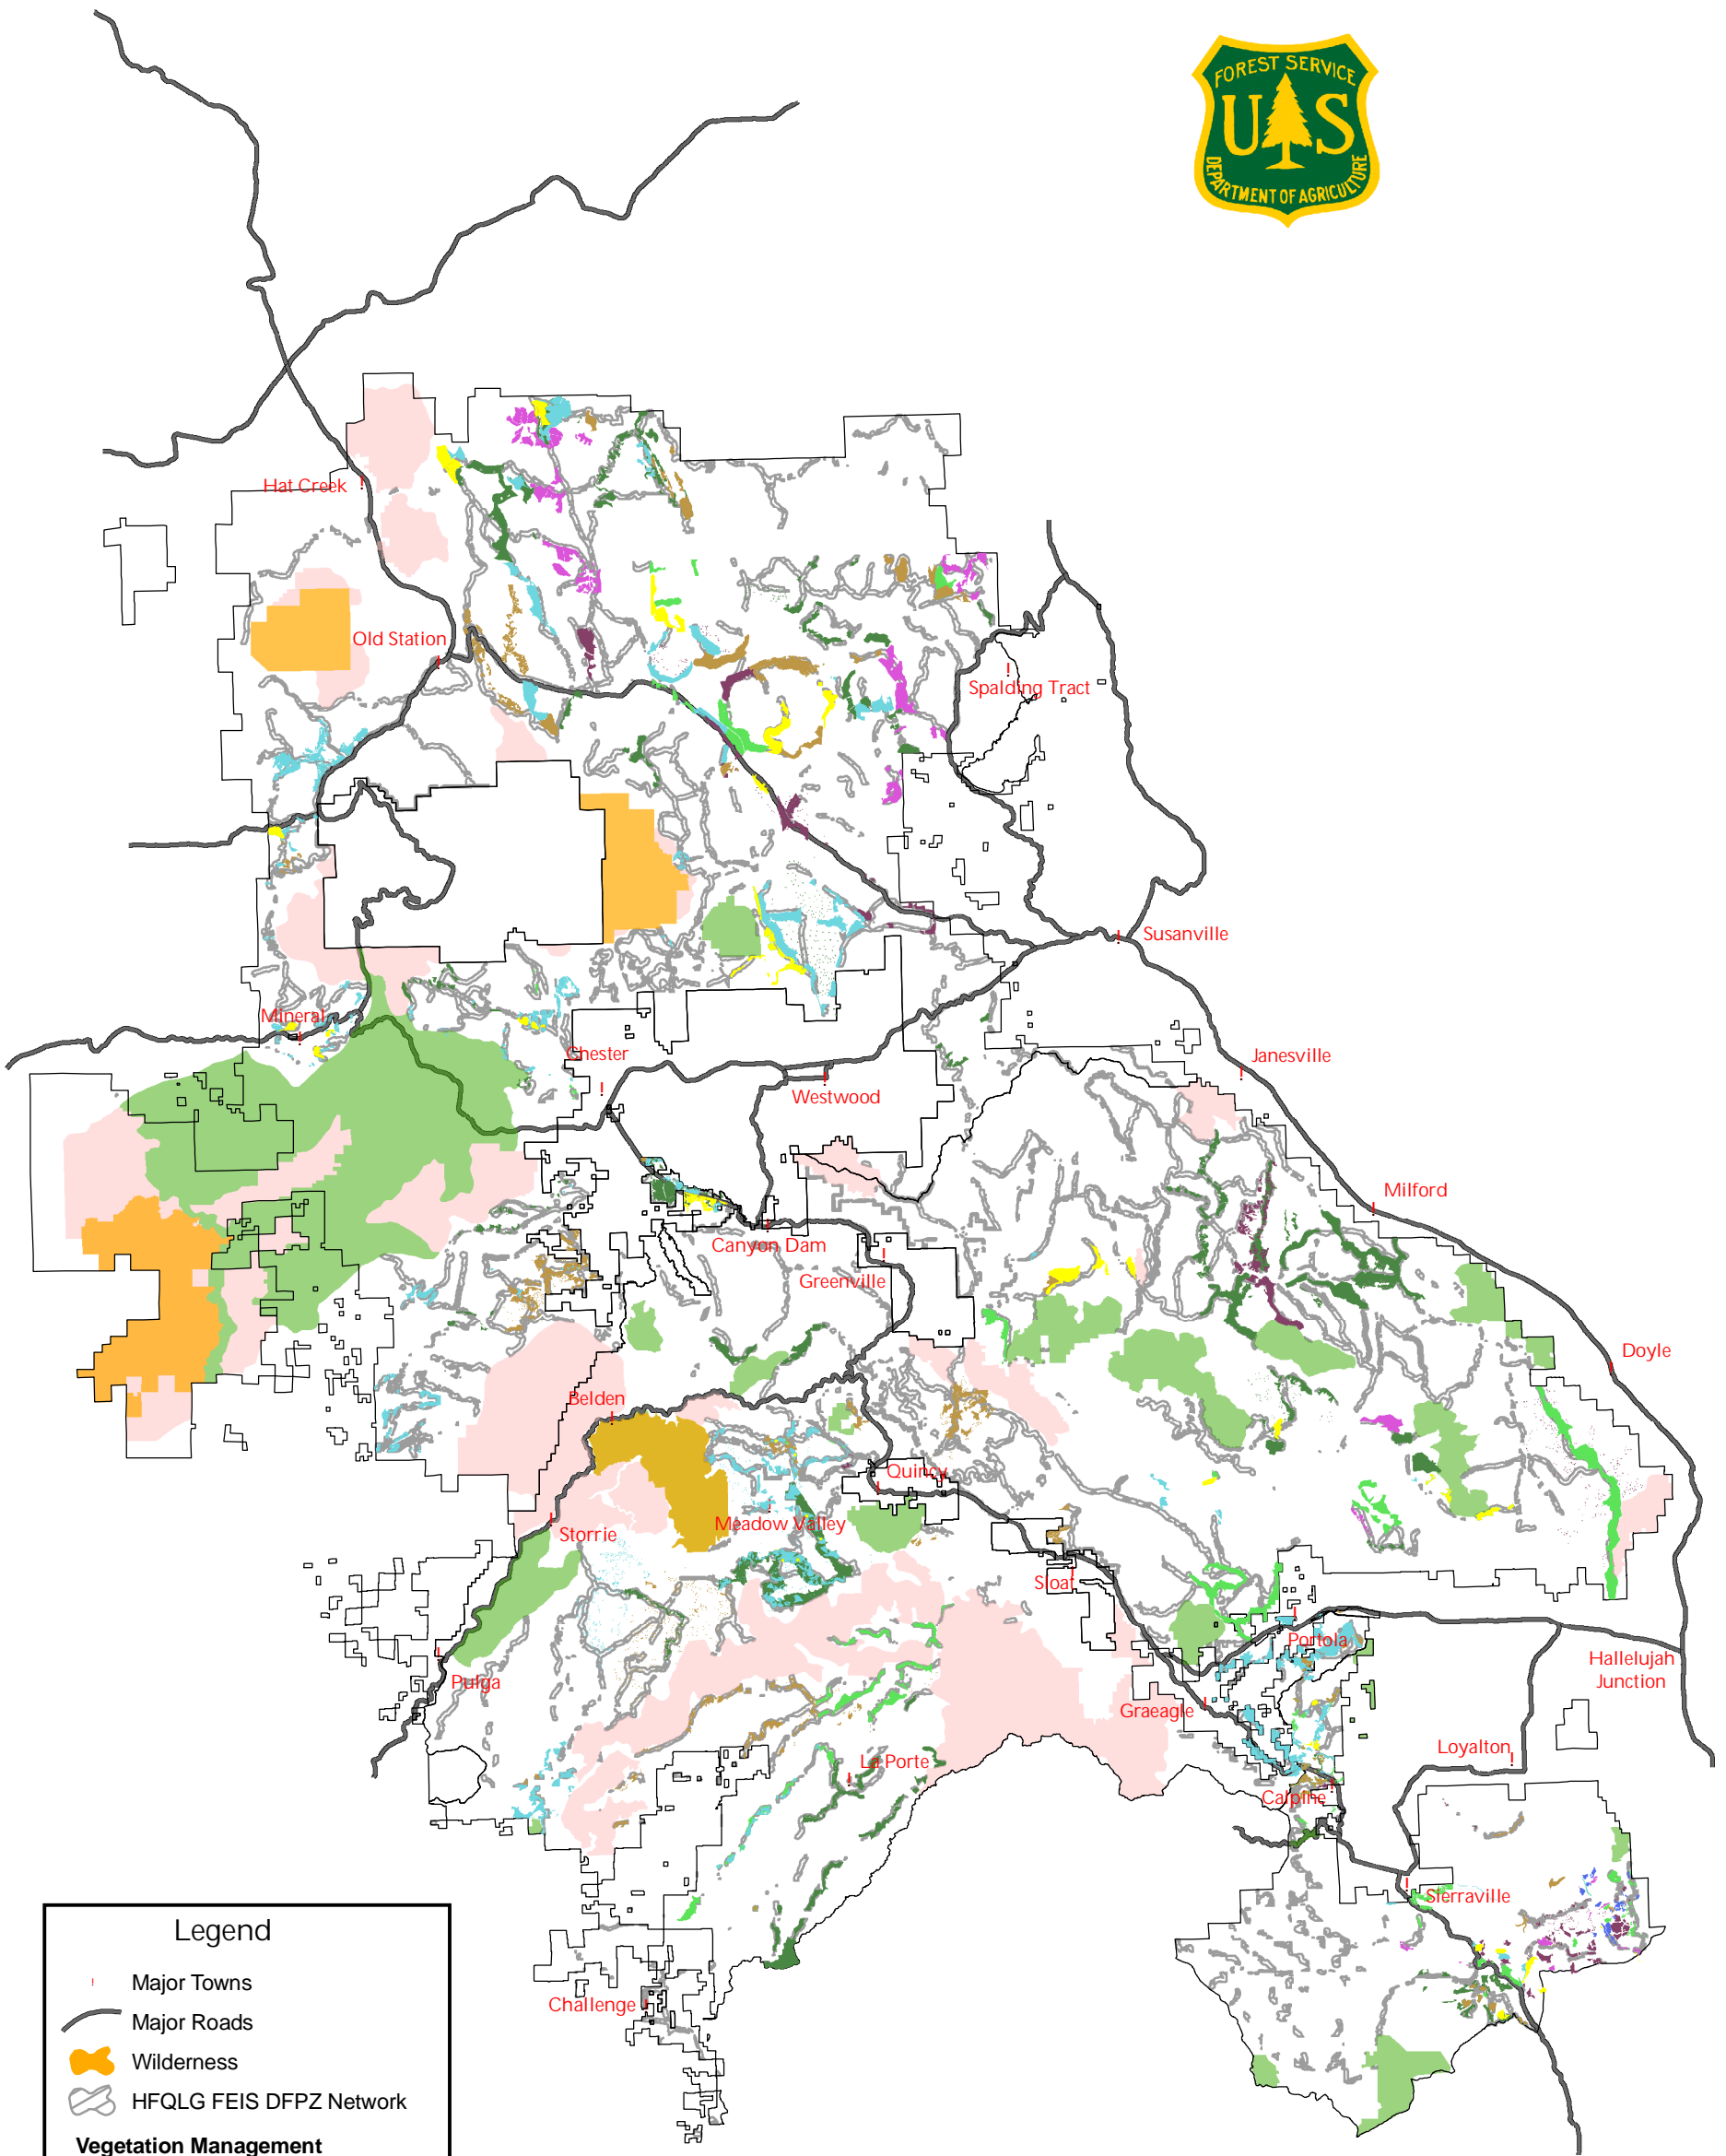 FOREST SERVICE
U S
DEPARTMENT OF AGRICULTURE
Hat Creek
Old Station
Spalding Tract
Susanville
Mineral
Chester
Janesville
Westwood
Milford
Canyon Dam
Greenville
Doyle
Belden
Quincy
Meadow Valley
Storrie
Sloat
Portola
Hallelujah
Junction
Pulga
Graeagle
Loyalton
La Porte
Calpine
Sierraville
Challenge
Legend
Major Towns
Major Roads
Wilderness
HFQLG FEIS DFPZ Network
Vegetation Management